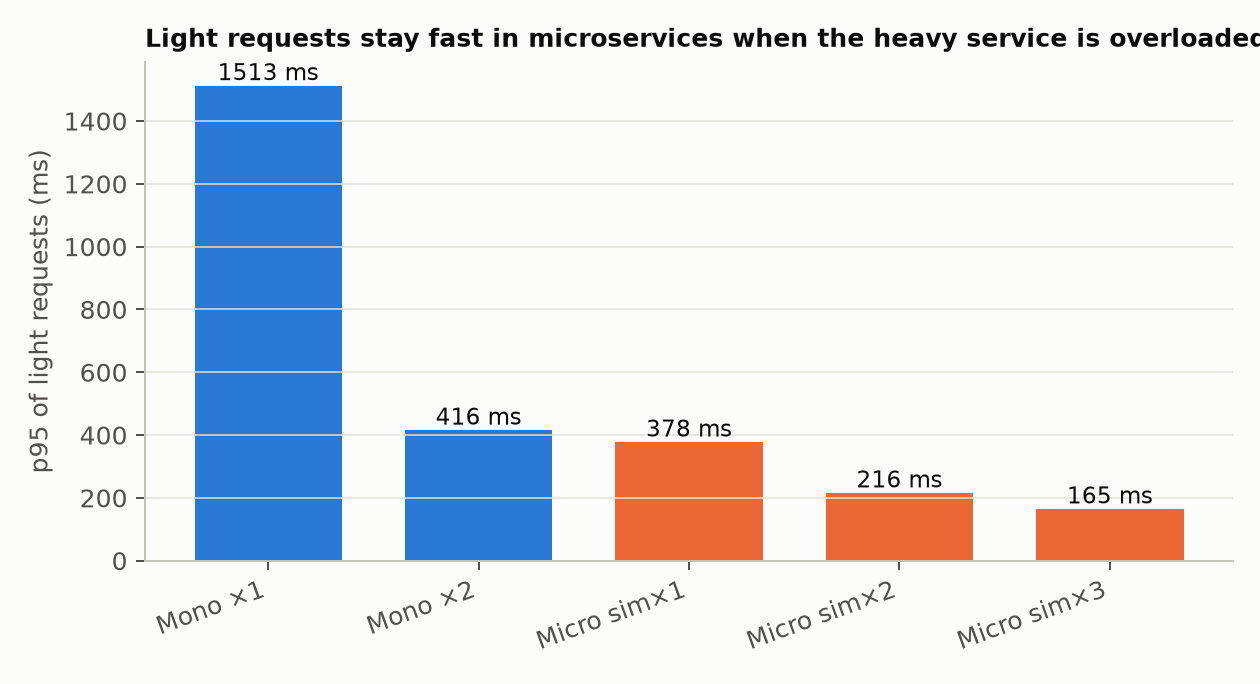 Light requests stay fast in microservices when the heavy service is overloaded
1513 ms
1400
1200
1000
800
600
400
200
0
p95 of light requests (ms)
416 ms
378 ms
216 ms
165 ms
Mono ×1
Mono ×2
Micro sim×1
Micro sim×2
Micro sim×3